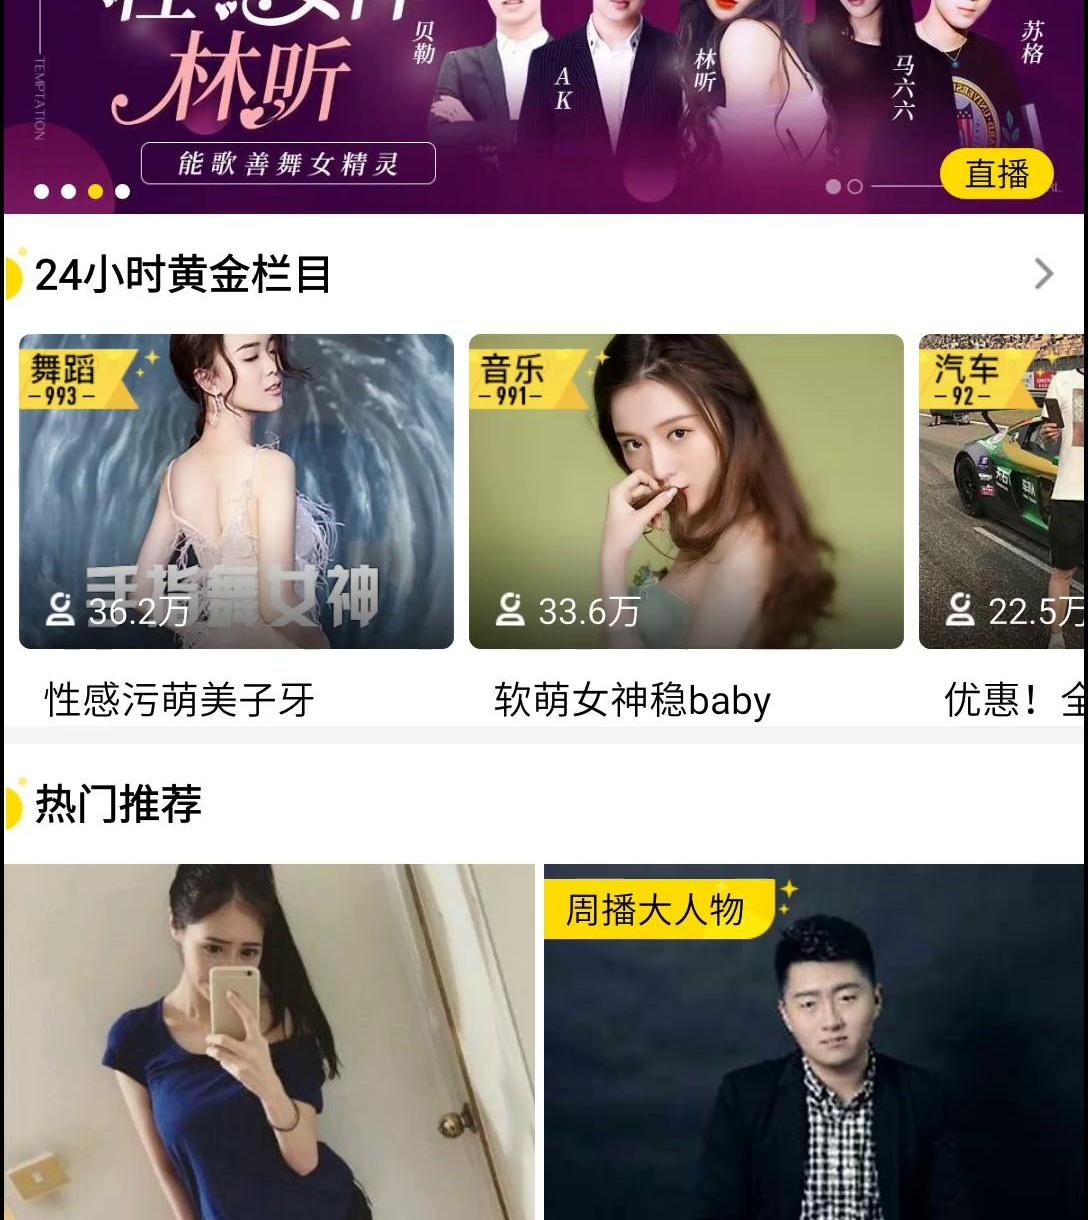 TEMPTATION
林听
能歌善舞女精灵
贝勒
AK
林听
马六六
苏格
直播
24小时黄金栏目
舞蹈
-993-
音乐
-991-
汽车
-92-
手指舞女神
36.2万
33.6万
22.5万
性感污萌美子牙
软萌女神稳baby
优惠！全
热门推荐
周播大人物